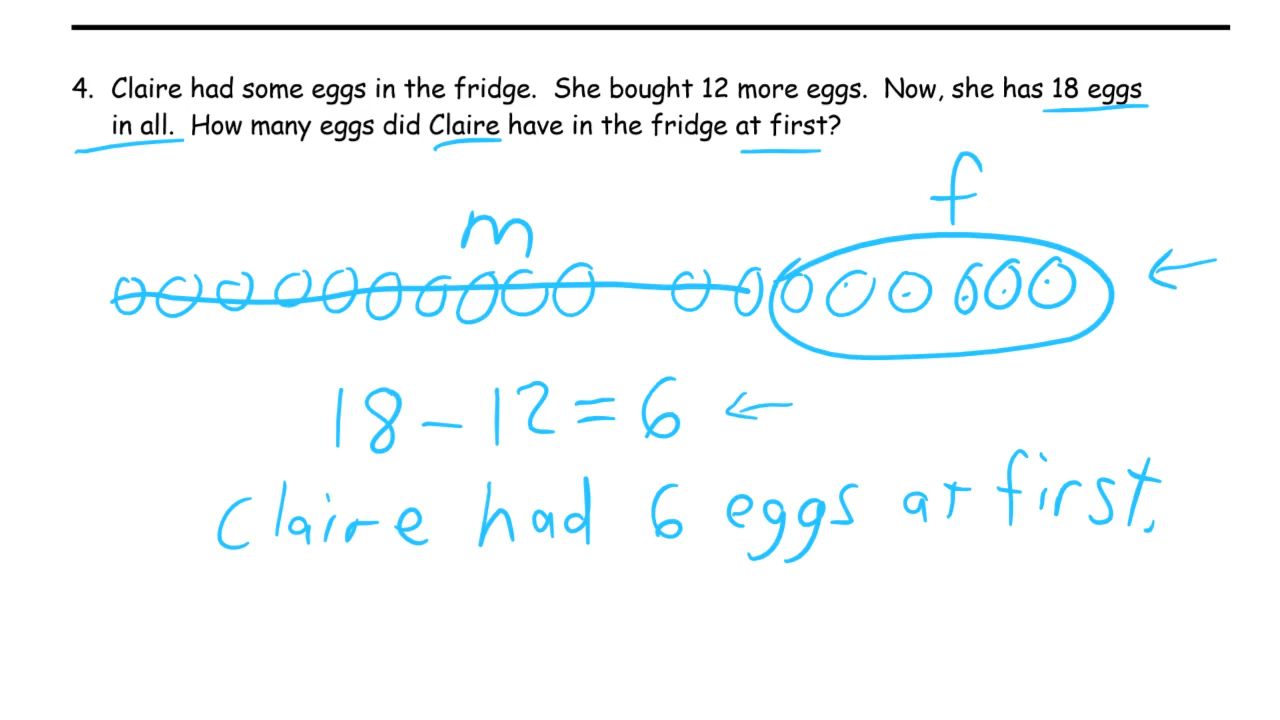 4. Claire had some eggs in the fridge. She bought 12 more eggs. Now, she has 18 eggs
in all. How many eggs did Claire have in the fridge at first?
f
m
18 - 12 = 6 ←
Claire had 6 eggs at first.